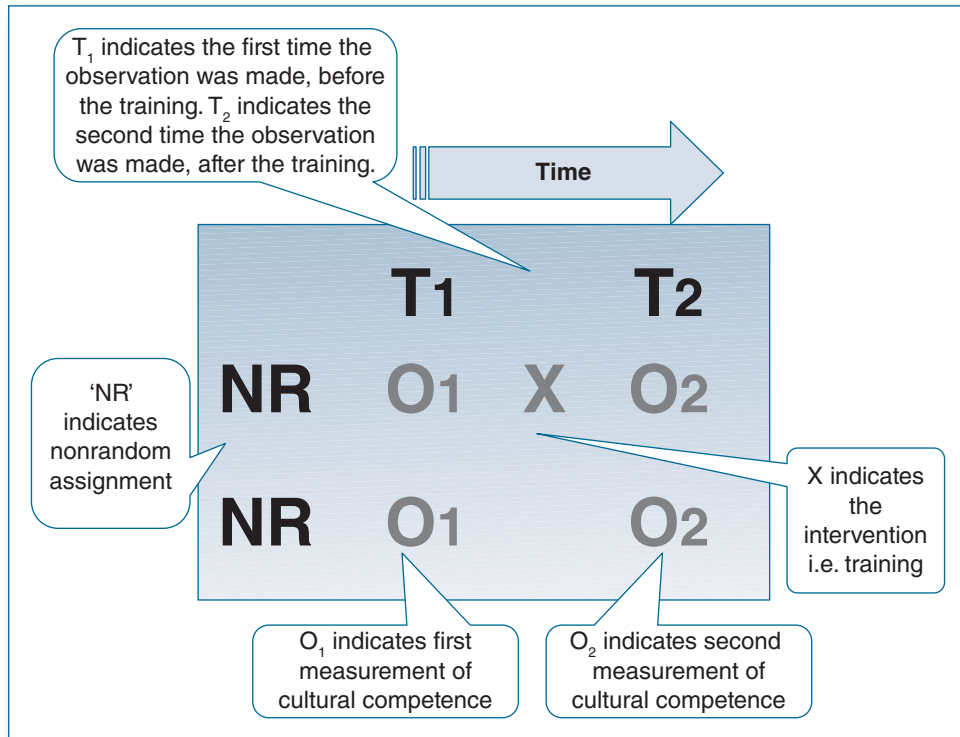 T₁ indicates the first time the
observation was made, before
the training. T₂ indicates the
second time the observation
was made, after the training.
Time
T1 T2
NR O1 X O2
‘NR’
indicates
nonrandom
assignment
X indicates
the
intervention
i.e. training
NR O1 O2
O₁ indicates first
measurement of
cultural competence
O₂ indicates second
measurement of
cultural competence